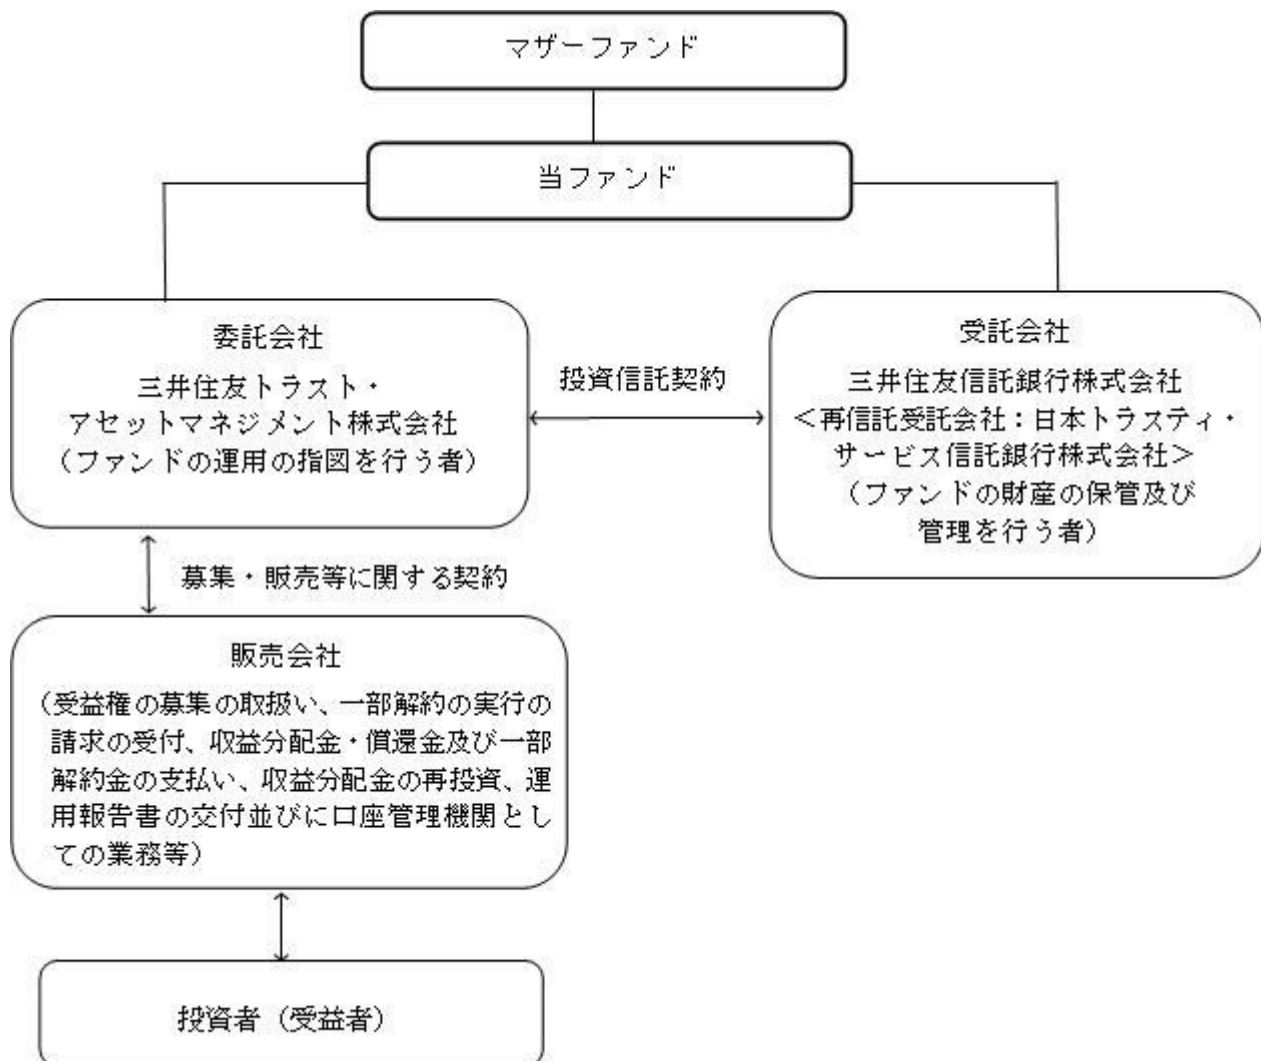 マザーファンド
当ファンド
委託会社
三井住友トラスト・
アセットマネジメント株式会社
（ファンドの運用の指図を行う者）
投資信託契約
受託会社
三井住友信託銀行株式会社
＜再信託受託会社：日本トラスティ・
サービス信託銀行株式会社＞
（ファンドの財産の保管及び
管理を行う者）
募集・販売等に関する契約
販売会社
（受益権の募集の取扱い、一部解約の実行の
請求の受付、収益分配金・償還金及び一部
解約金の支払い、収益分配金の再投資、運
用報告書の交付並びに口座管理機関とし
ての業務等）
投資者（受益者）